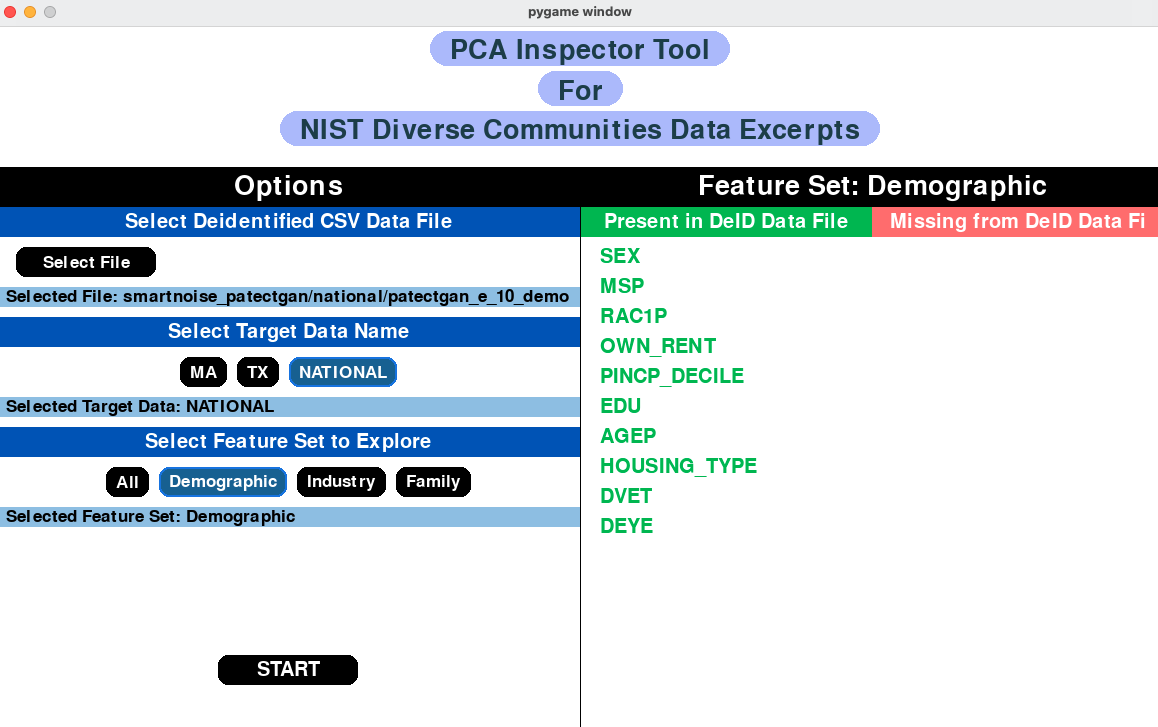 pygame window
PCA Inspector Tool
For
NIST Diverse Communities Data Excerpts
Options
Select Deidentified CSV Data File
Select File
Selected File: smartnoise_patectgan/national/patectgan_e_10_demo
Select Target Data Name
MA TX NATIONAL
Selected Target Data: NATIONAL
Select Feature Set to Explore
All Demographic Industry Family
Selected Feature Set: Demographic
START
Feature Set: Demographic
Present in DeID Data File Missing from DeID Data Fi
SEX
MSP
RAC1P
OWN_RENT
PINCP_DECILE
EDU
AGEP
HOUSING_TYPE
DVET
DEYE